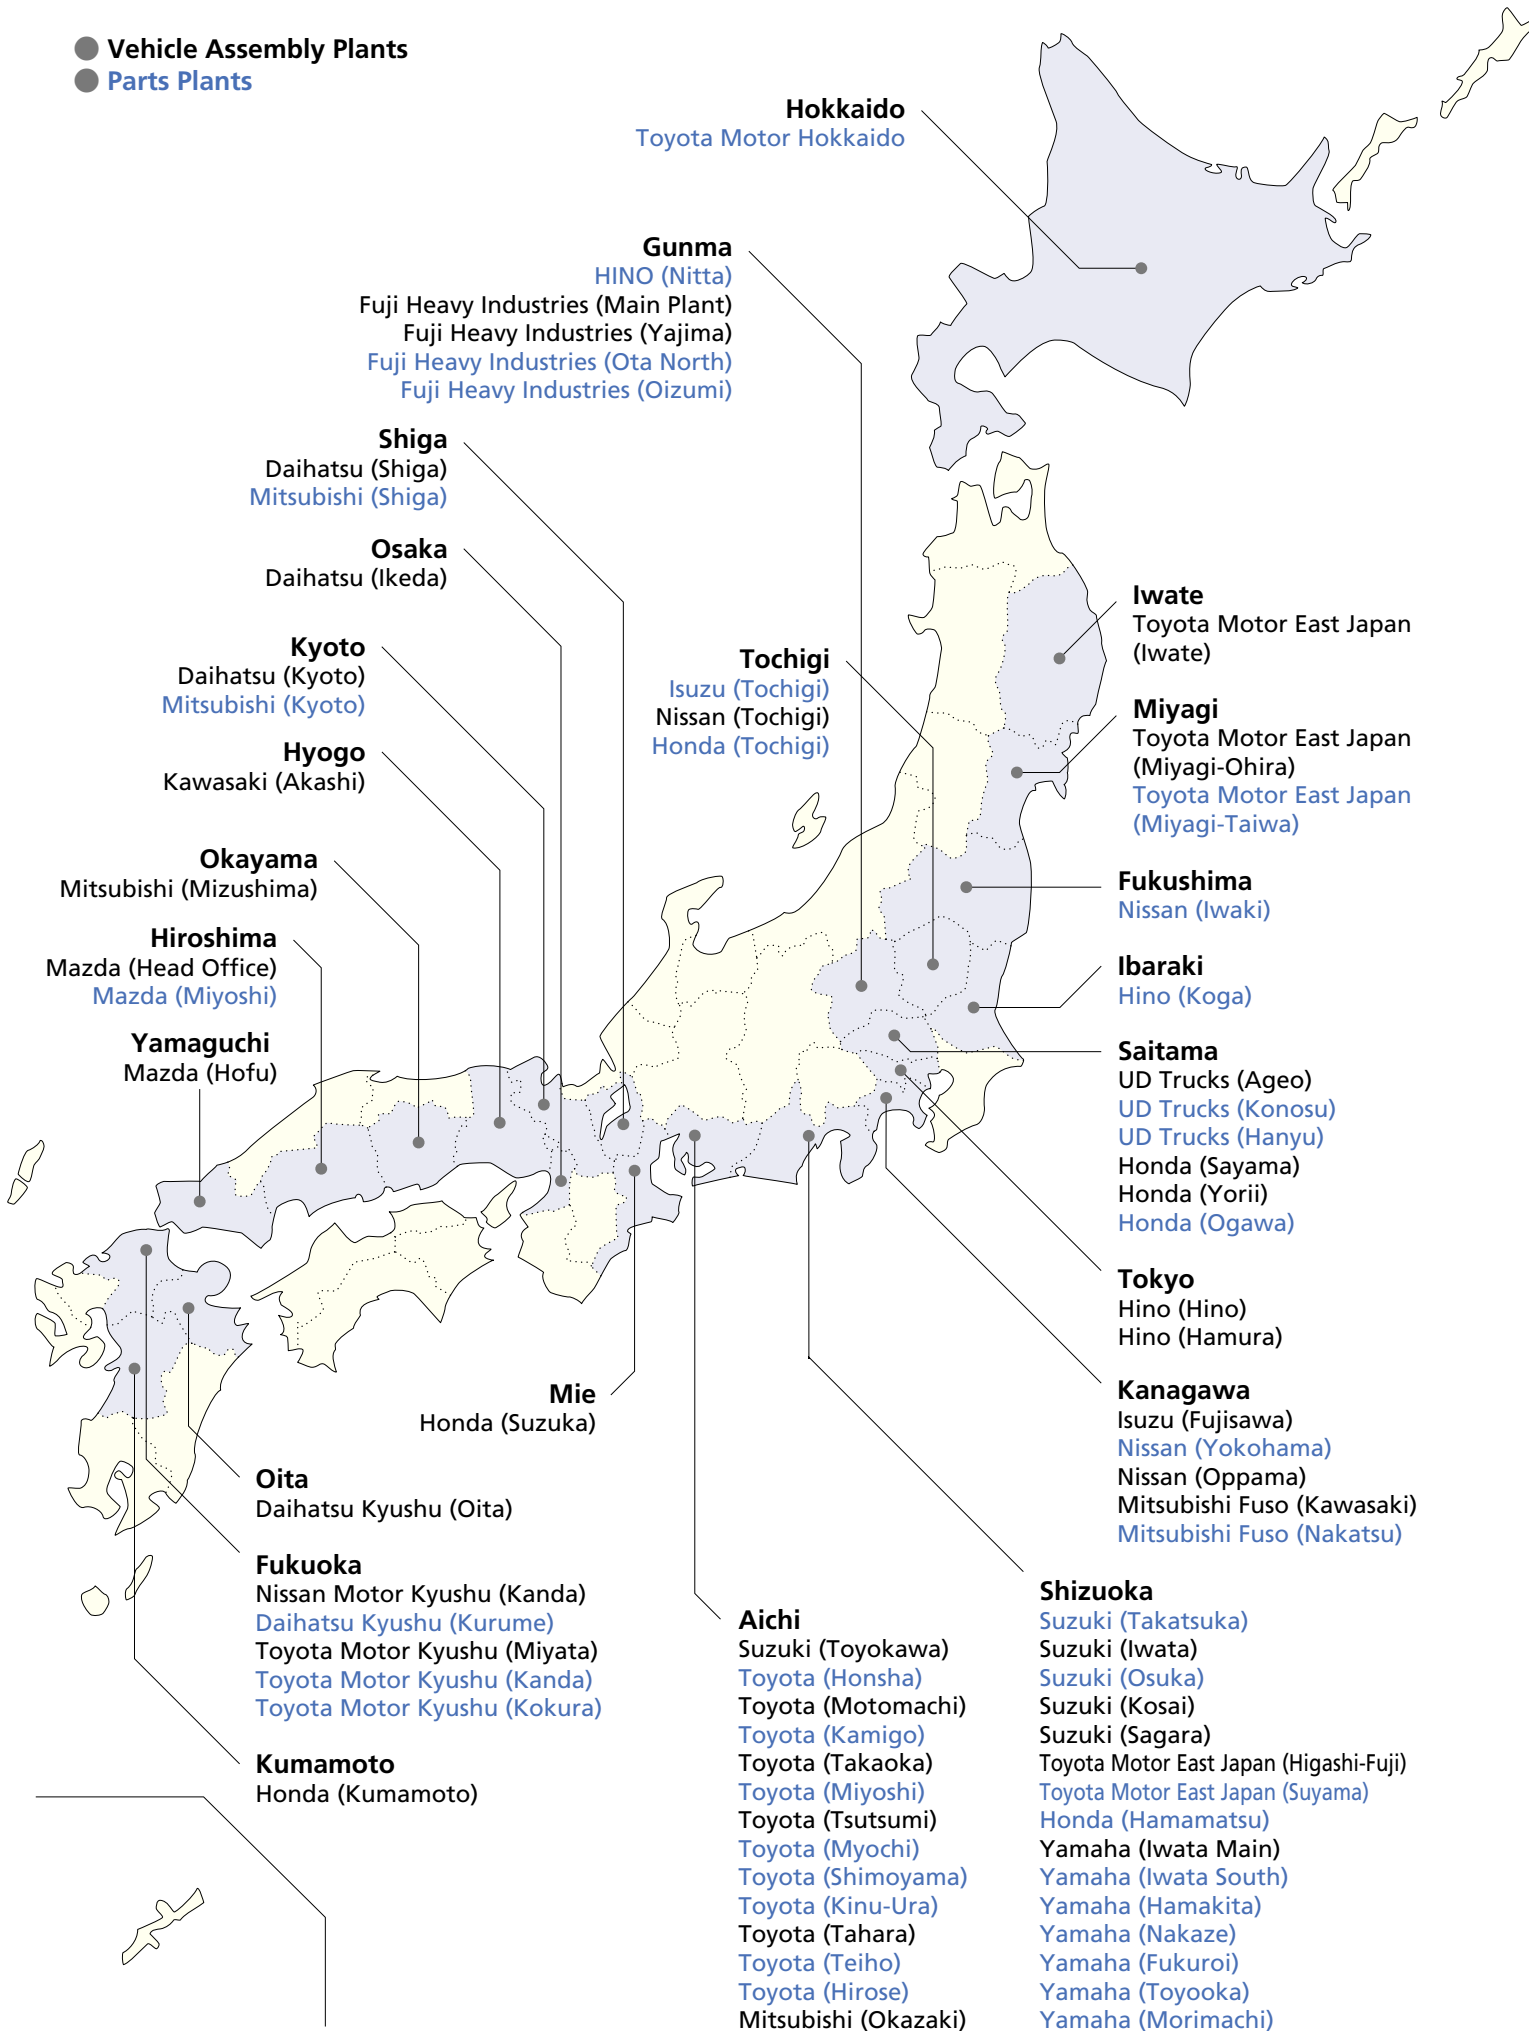 Vehicle Assembly Plants
Parts Plants
Hokkaido
Toyota Motor Hokkaido
Gunma
HINO (Nitta)
Fuji Heavy Industries (Main Plant)
Fuji Heavy Industries (Yajima)
Fuji Heavy Industries (Ota North)
Fuji Heavy Industries (Oizumi)
Shiga
Daihatsu (Shiga)
Mitsubishi (Shiga)
Osaka
Daihatsu (Ikeda)
Kyoto
Daihatsu (Kyoto)
Mitsubishi (Kyoto)
Hyogo
Kawasaki (Akashi)
Okayama
Mitsubishi (Mizushima)
Hiroshima
Mazda (Head Office)
Mazda (Miyoshi)
Yamaguchi
Mazda (Hofu)
Tochigi
Isuzu (Tochigi)
Nissan (Tochigi)
Honda (Tochigi)
Iwate
Toyota Motor East Japan
(Iwate)
Miyagi
Toyota Motor East Japan
(Miyagi-Ohira)
Toyota Motor East Japan
(Miyagi-Taiwa)
Fukushima
Nissan (Iwaki)
Ibaraki
Hino (Koga)
Saitama
UD Trucks (Ageo)
UD Trucks (Konosu)
UD Trucks (Hanyu)
Honda (Sayama)
Honda (Yorii)
Honda (Ogawa)
Tokyo
Hino (Hino)
Hino (Hamura)
Kanagawa
Isuzu (Fujisawa)
Nissan (Yokohama)
Nissan (Oppama)
Mitsubishi Fuso (Kawasaki)
Mitsubishi Fuso (Nakatsu)
Mie
Honda (Suzuka)
Oita
Daihatsu Kyushu (Oita)
Fukuoka
Nissan Motor Kyushu (Kanda)
Daihatsu Kyushu (Kurume)
Toyota Motor Kyushu (Miyata)
Toyota Motor Kyushu (Kanda)
Toyota Motor Kyushu (Kokura)
Kumamoto
Honda (Kumamoto)
Aichi
Suzuki (Toyokawa)
Toyota (Honsha)
Toyota (Motomachi)
Toyota (Kamigo)
Toyota (Takaoka)
Toyota (Miyoshi)
Toyota (Tsutsumi)
Toyota (Myochi)
Toyota (Shimoyama)
Toyota (Kinu-Ura)
Toyota (Tahara)
Toyota (Teiho)
Toyota (Hirose)
Mitsubishi (Okazaki)
Shizuoka
Suzuki (Takatsuka)
Suzuki (Iwata)
Suzuki (Osuka)
Suzuki (Kosai)
Suzuki (Sagara)
Toyota Motor East Japan (Higashi-Fuji)
Toyota Motor East Japan (Suyama)
Honda (Hamamatsu)
Yamaha (Iwata Main)
Yamaha (Iwata South)
Yamaha (Hamakita)
Yamaha (Nakaze)
Yamaha (Fukuroi)
Yamaha (Toyooka)
Yamaha (Morimachi)